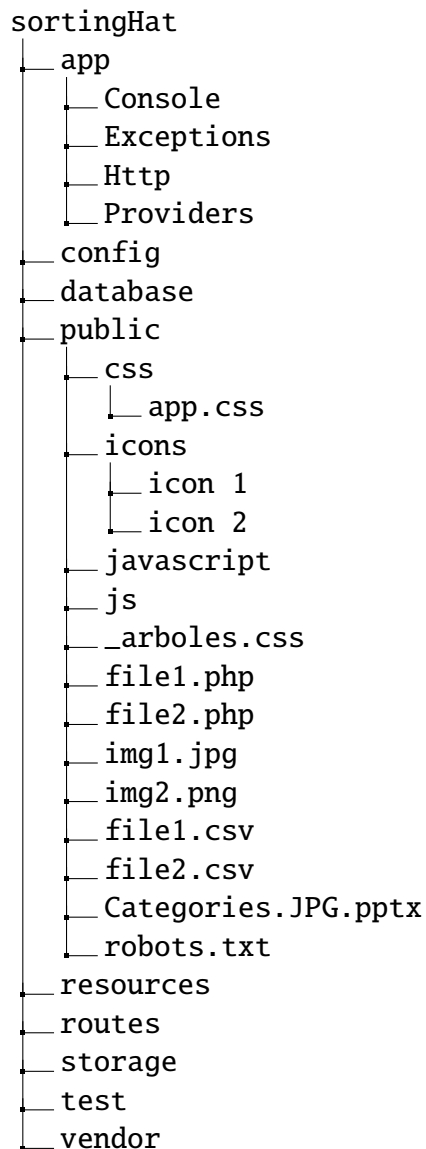 sortingHat
app
Console
Exceptions
Http
Providers
config
database
public
css
app.css
icons
icon 1
icon 2
javascript
js
_arboles.css
file1.php
file2.php
img1.jpg
img2.png
file1.csv
file2.csv
Categories.JPG.pptx
robots.txt
resources
routes
storage
test
vendor